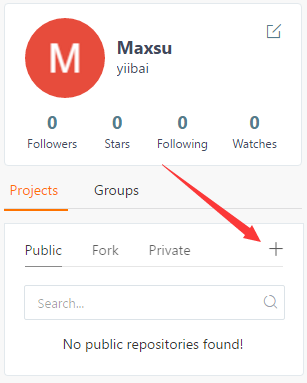 M
Maxsu
yiibai
0 0 0 0
Followers Stars Following Watches
Projects Groups
Public Fork Private
Search...
No public repositories found!